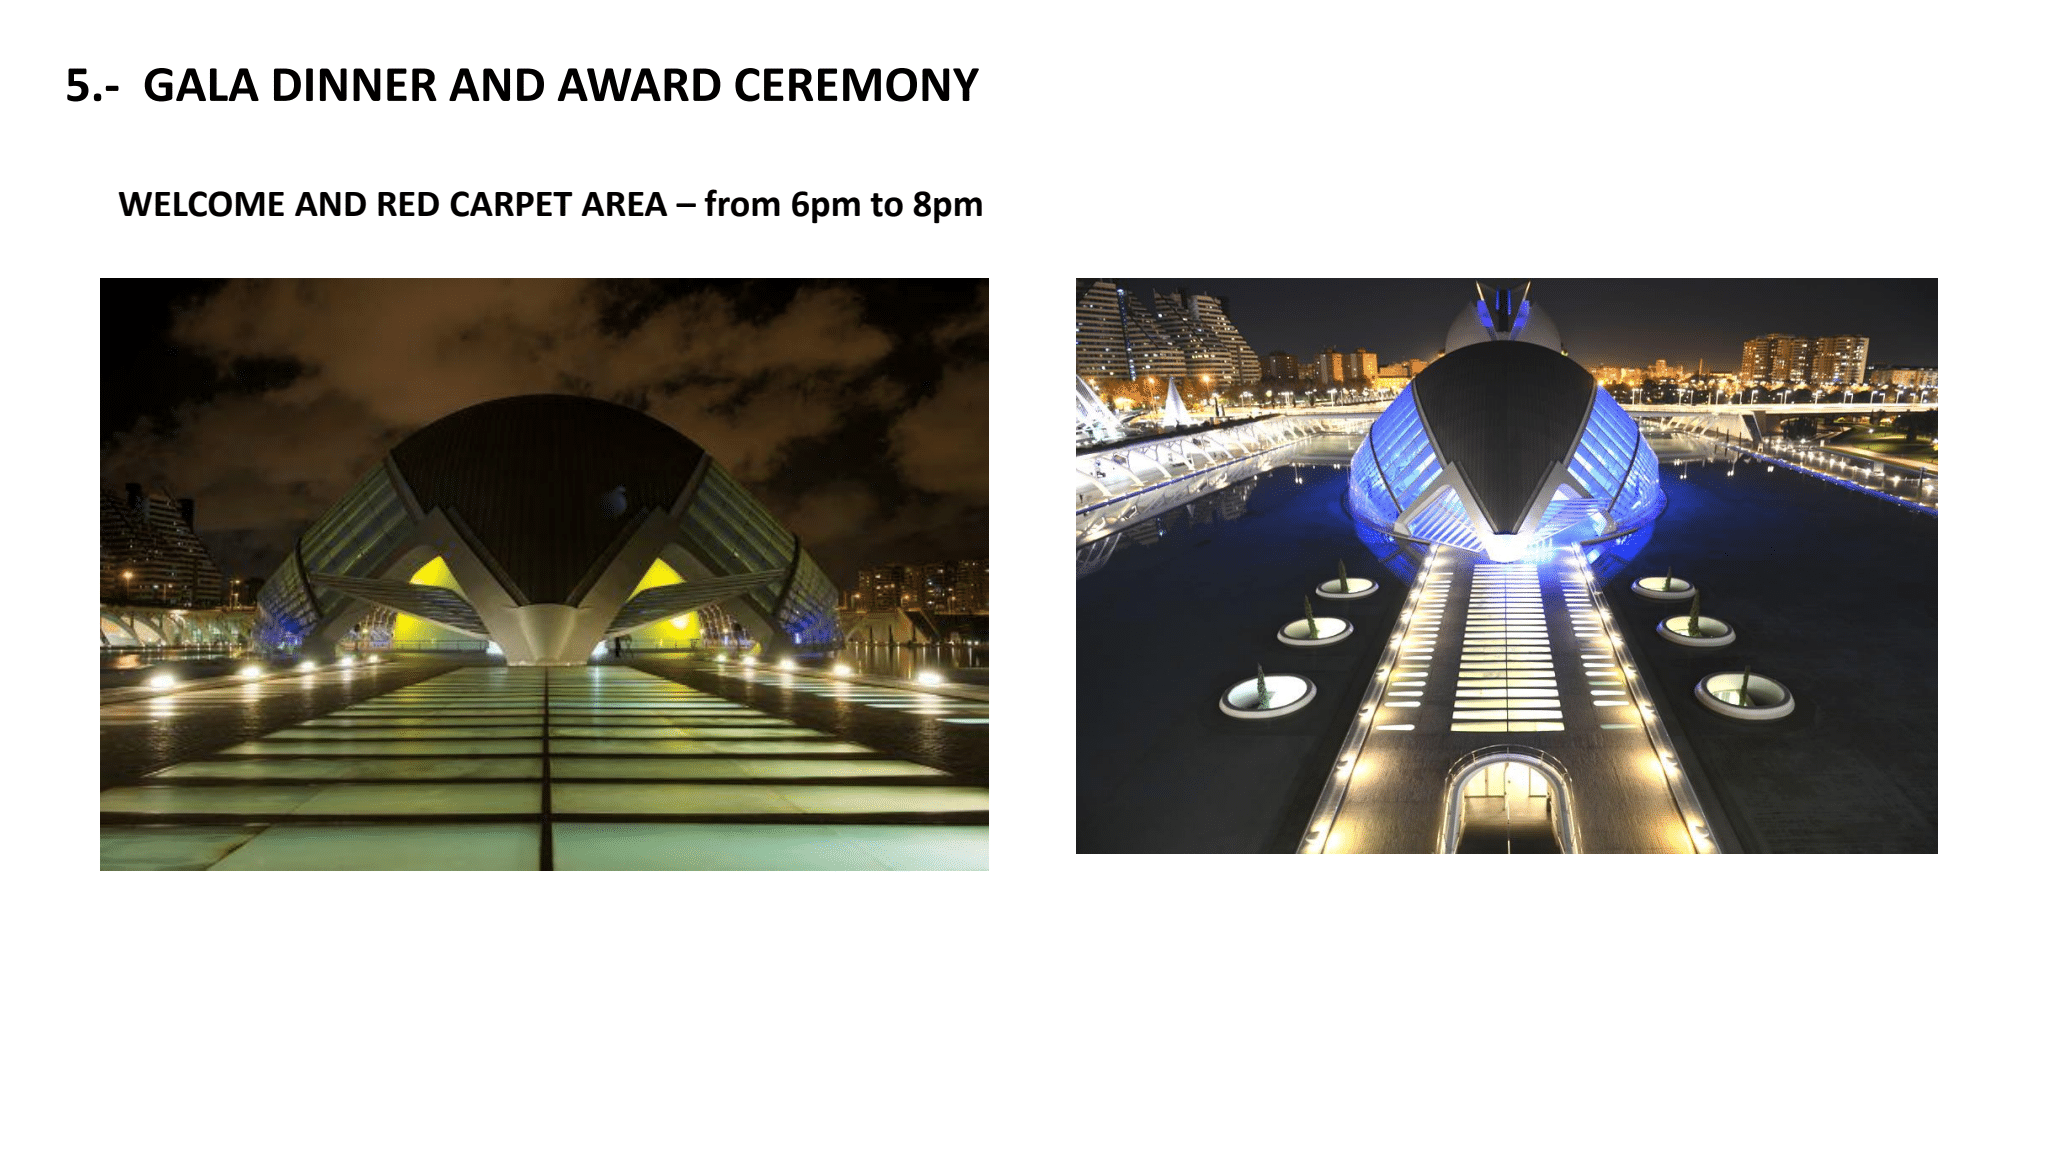 5.- GALA DINNER AND AWARD CEREMONY
WELCOME AND RED CARPET AREA – from 6pm to 8pm